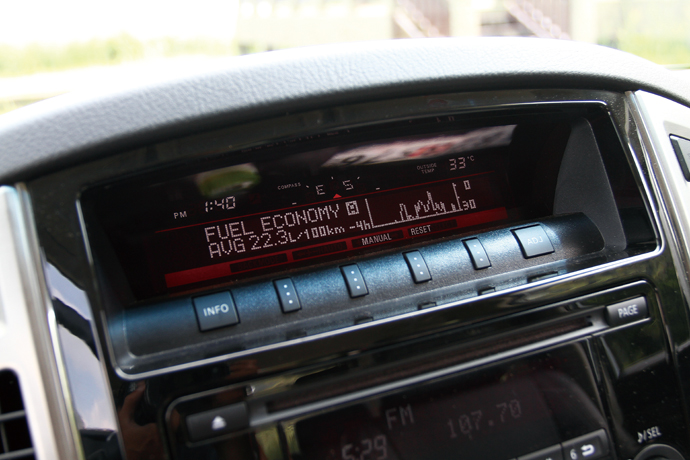 COMPASS
OUTSIDE TEMP 33°C
PM 1:40 E S
FUEL ECONOMY A 0
AVG 22.3L/100km -4h 30
MANUAL RESET
INFO
PAGE
FM 107.70
5:29
6
♪/SEL